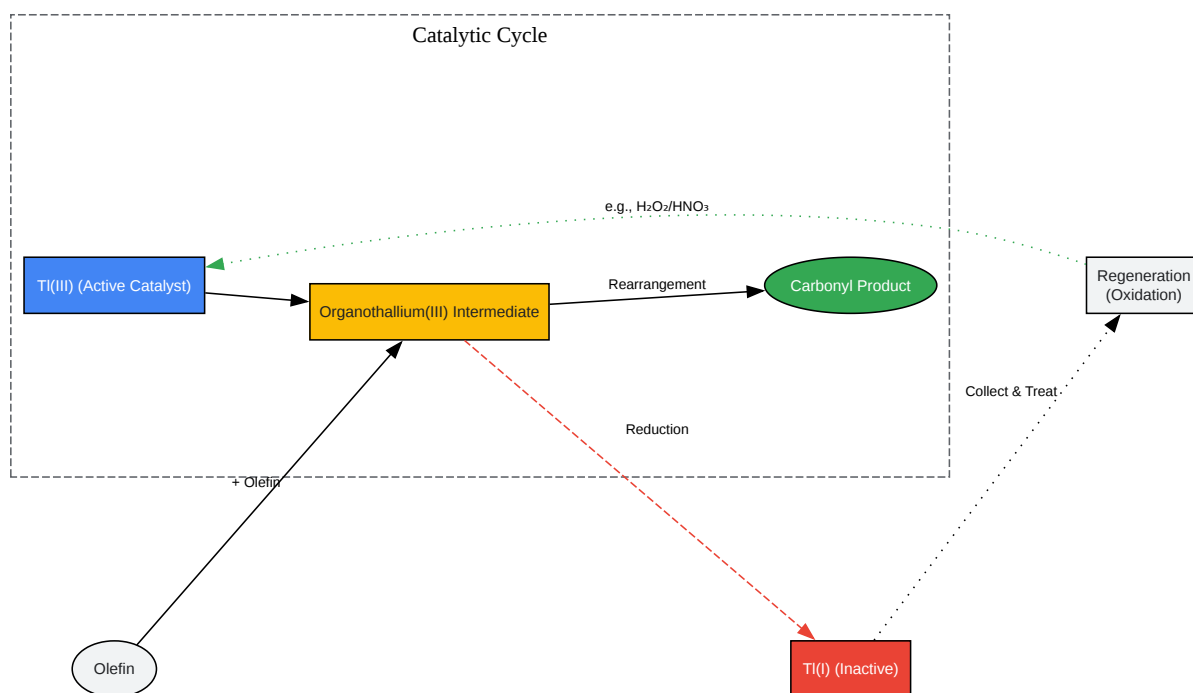 Catalytic Cycle
e.g., H₂O₂/HNO₃
Tl(III) (Active Catalyst)
Organothallium(III) Intermediate
Rearrangement
Carbonyl Product
Regeneration
(Oxidation)
Collect & Treat
Reduction
+ Olefin
Olefin
Tl(I) (Inactive)